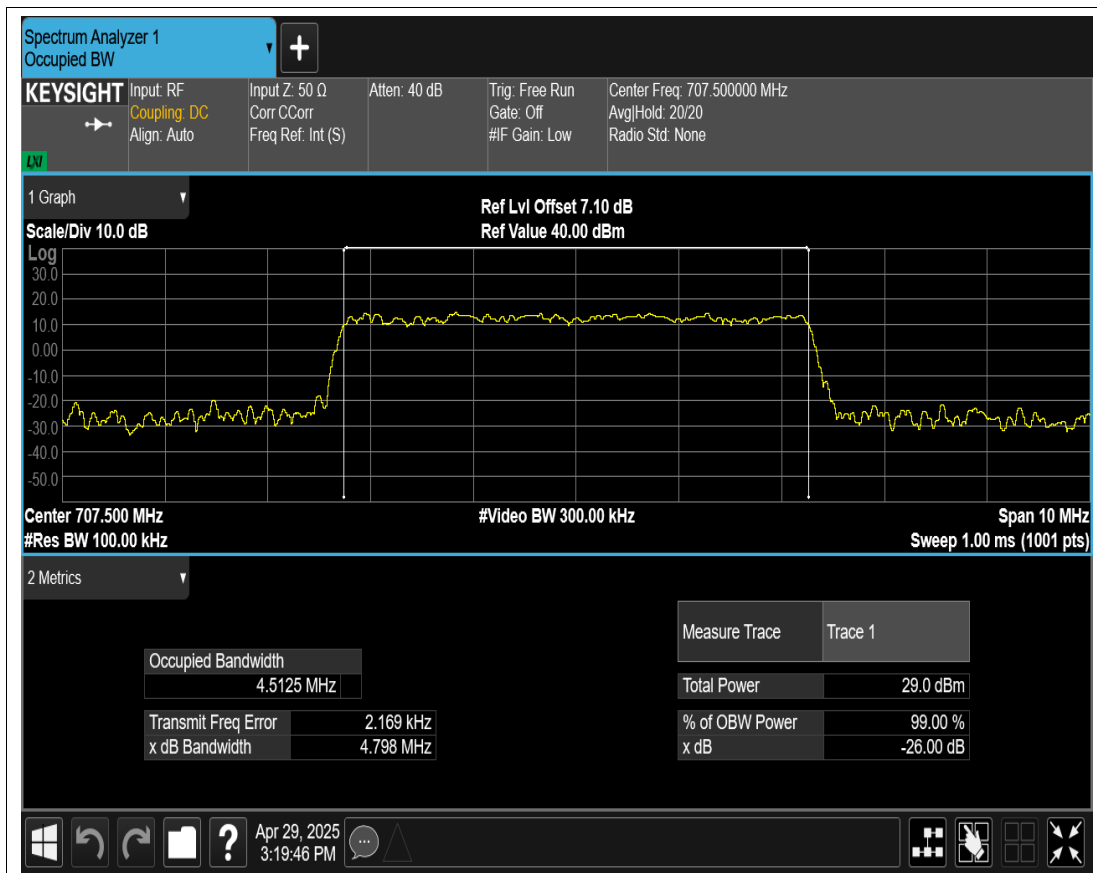 Spectrum Analyzer 1
Occupied BW
+
KEYSIGHT
LXI
Input: RF
Coupling: DC
Align: Auto
Input Z: 50 Ω
Corr CCorr
Freq Ref: Int (S)
Atten: 40 dB
Trig: Free Run
Gate: Off
#IF Gain: Low
Center Freq: 707.500000 MHz
Avg|Hold: 20/20
Radio Std: None
1 Graph
Scale/Div 10.0 dB
Ref Lvl Offset 7.10 dB
Ref Value 40.00 dBm
Log
30.0
20.0
10.0
0.00
-10.0
-20.0
-30.0
-40.0
-50.0
Center 707.500 MHz
#Res BW 100.00 kHz
#Video BW 300.00 kHz
Span 10 MHz
Sweep 1.00 ms (1001 pts)
2 Metrics
Measure Trace Trace 1
Occupied Bandwidth
4.5125 MHz
Total Power 29.0 dBm
Transmit Freq Error 2.169 kHz
% of OBW Power 99.00 %
x dB Bandwidth 4.798 MHz
x dB -26.00 dB
?
Apr 29, 2025
3:19:46 PM
...